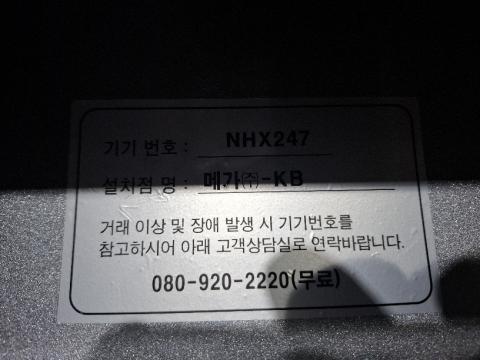 기기 번호 : NHX247
설치점 명 : 메가㈜-KB
거래 이상 및 장애 발생 시 기기번호를
참고하시어 아래 고객상담실로 연락바랍니다.
080-920-2220(무료)